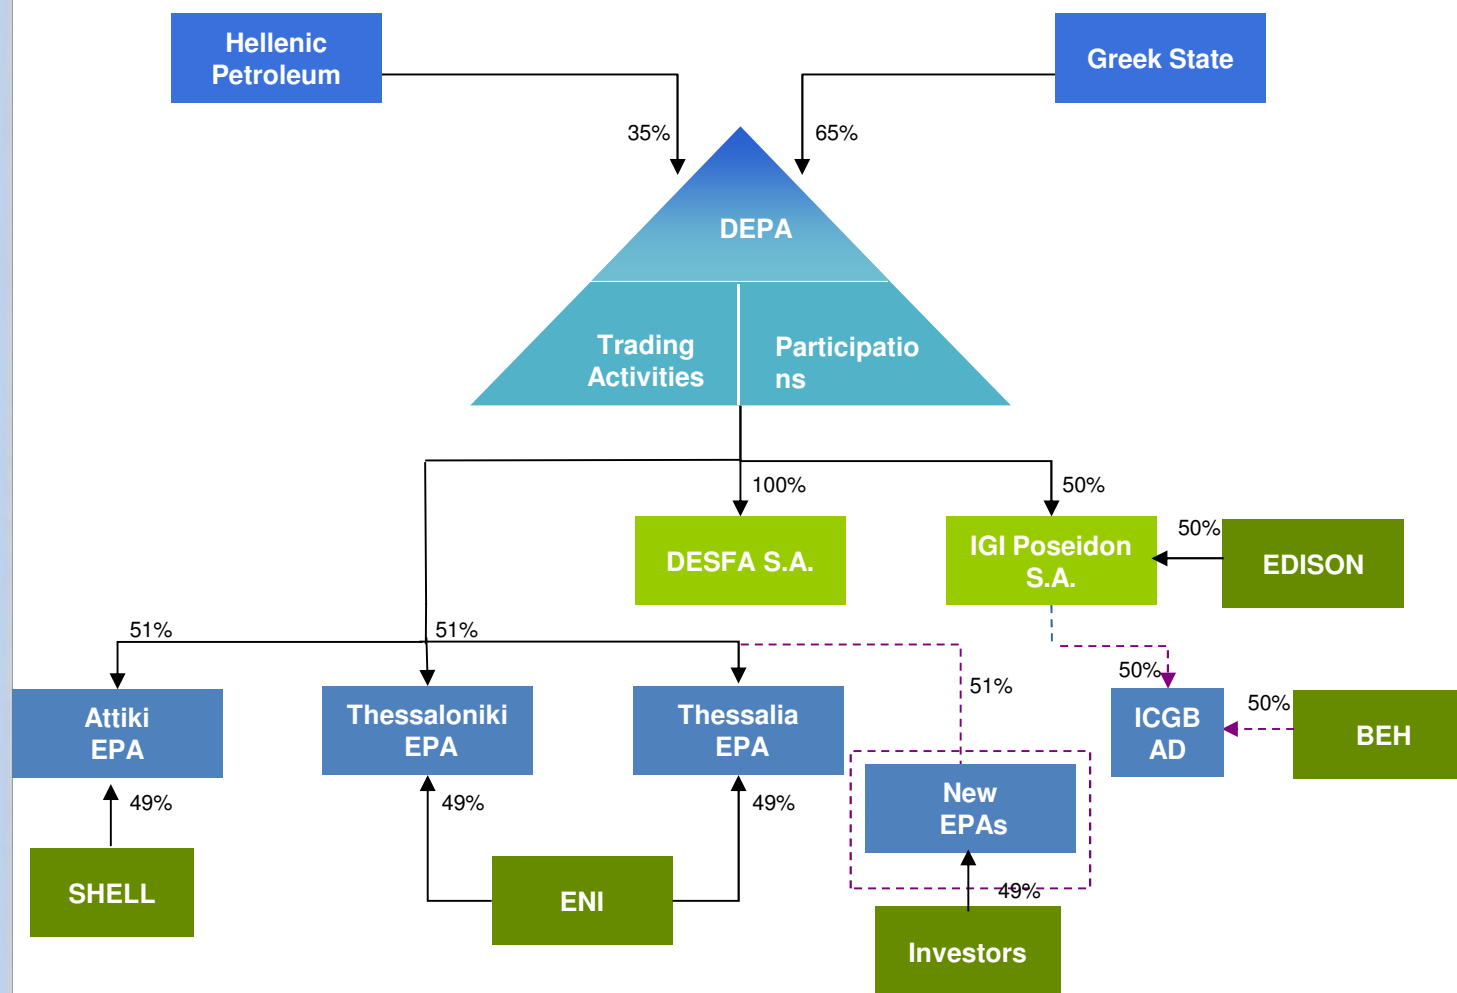 Hellenic
Petroleum
Greek State
35%
65%
DEPA
Trading
Activities
Participatio
ns
100%
50%
DESFA S.A.
IGI Poseidon
S.A.
50%
EDISON
51%
51%
51%
50%
50%
Attiki
EPA
Thessaloniki
EPA
Thessalia
EPA
ICGB
AD
BEH
New
EPAs
49%
49%
49%
49%
SHELL
ENI
Investors